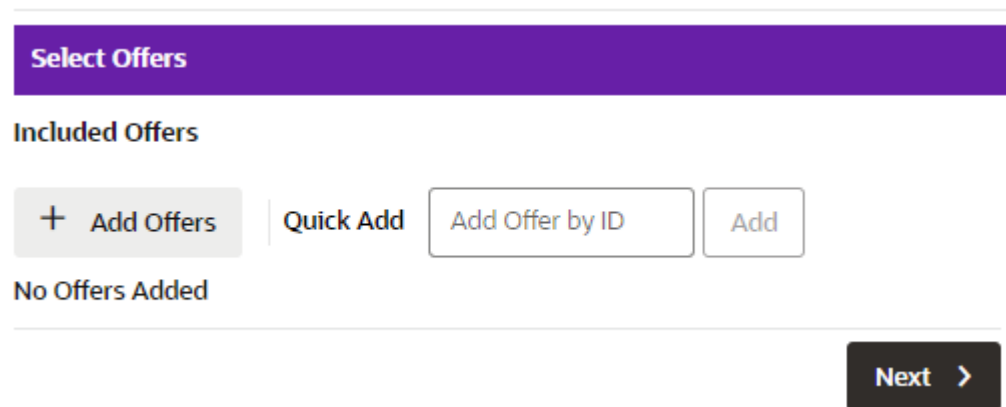 Select Offers
Included Offers
+ Add Offers Quick Add Add Offer by ID Add
No Offers Added
Next >